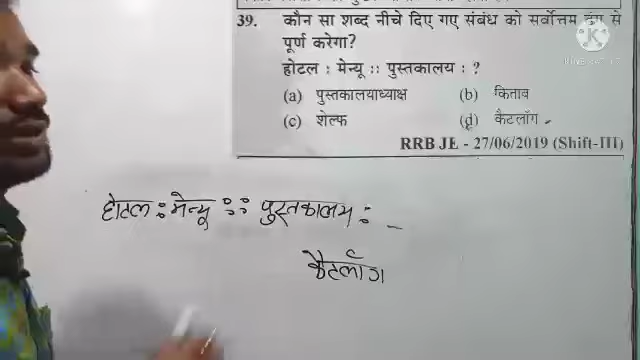 39. कौन सा शब्द नीचे दिए गए संबंध को सर्वोत्तम ढंग से
पूर्ण करेगा?
होटल : मेन्यू :: पुस्तकालय : ?
(a) पुस्तकालयाध्यक्ष (b) किताब
(c) शेल्फ (d) कैटलॉग
RRB JE - 27/06/2019 (Shift-III)
होटल : मेन्यू :: पुस्तकालय : _
कैटलॉग